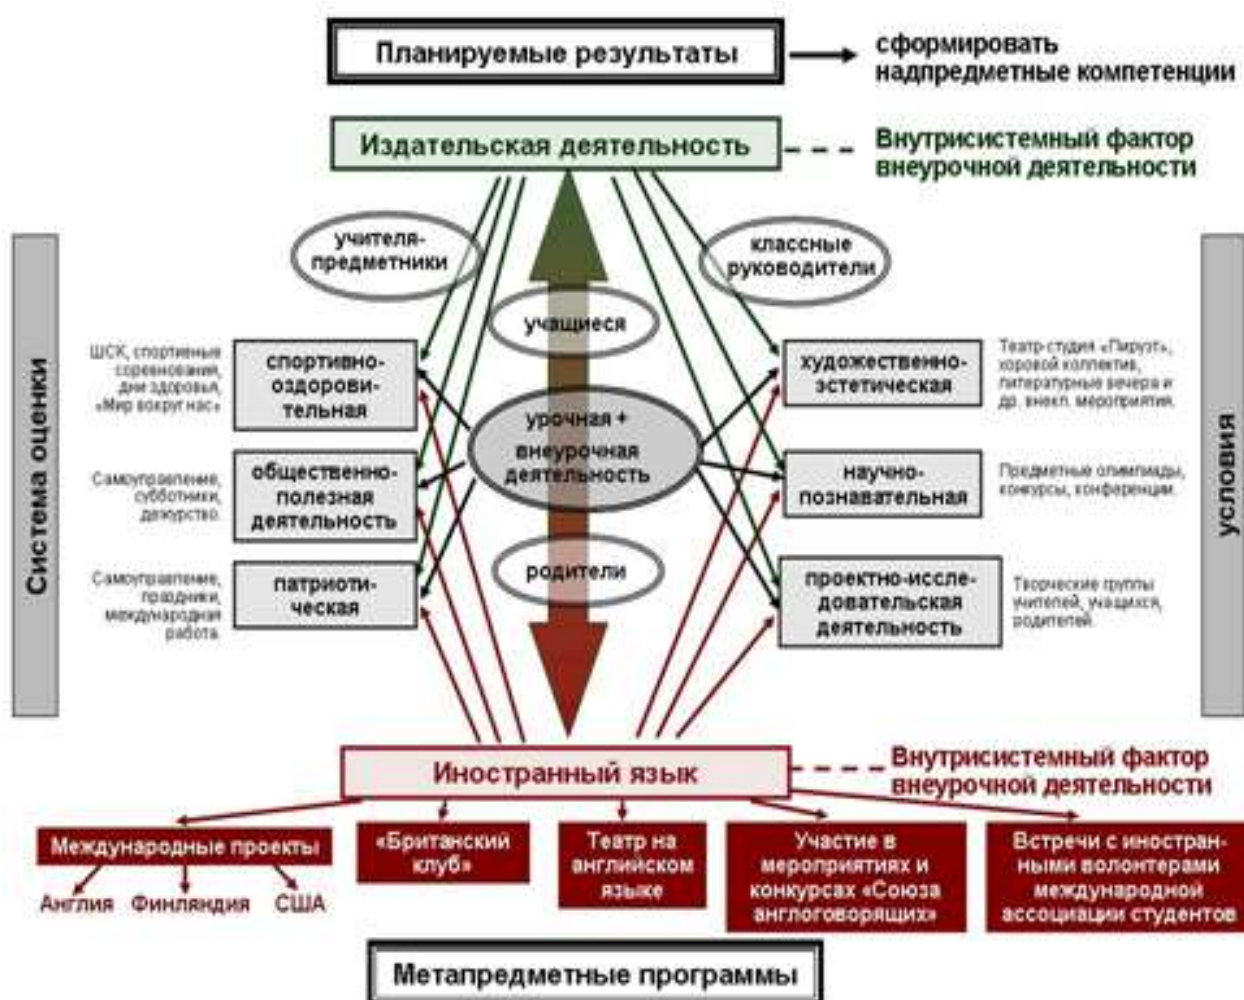 Планируемые результаты
сформировать
надпредметные компетенции
Издательская деятельность
Внутрисистемный фактор
внеурочной деятельности
учителя-
предметники
классные
руководители
учащиеся
Система оценки
ШСК, спортивные
соревнования,
дни здоровья,
«Мир вокруг нас»
спортивно-
оздорови-
тельная
художественно-
эстетическая
Театр-студия «Пируэт»,
хоровой коллектив,
литературные вечера и
др. внекл. мероприятия.
условия
урочная +
внеурочная
деятельность
Самоуправление,
субботники,
дежурство.
общественно-
полезная
деятельность
научно-
познавательная
Предметные олимпиады,
конкурсы, конференции.
Самоуправление,
праздники,
международная
работа.
патриоти-
ческая
родители
проектно-иссле-
довательская
деятельность
Творческие группы
учителей, учащихся,
родителей.
Иностранный язык
Внутрисистемный фактор
внеурочной деятельности
Международные проекты
Англия Финляндия США
«Британский
клуб»
Театр на
английском
языке
Участие в
мероприятиях и
конкурсах «Союза
англоговорящих»
Встречи с иностран-
ными волонтерами
международной
ассоциации студентов
Метапредметные программы